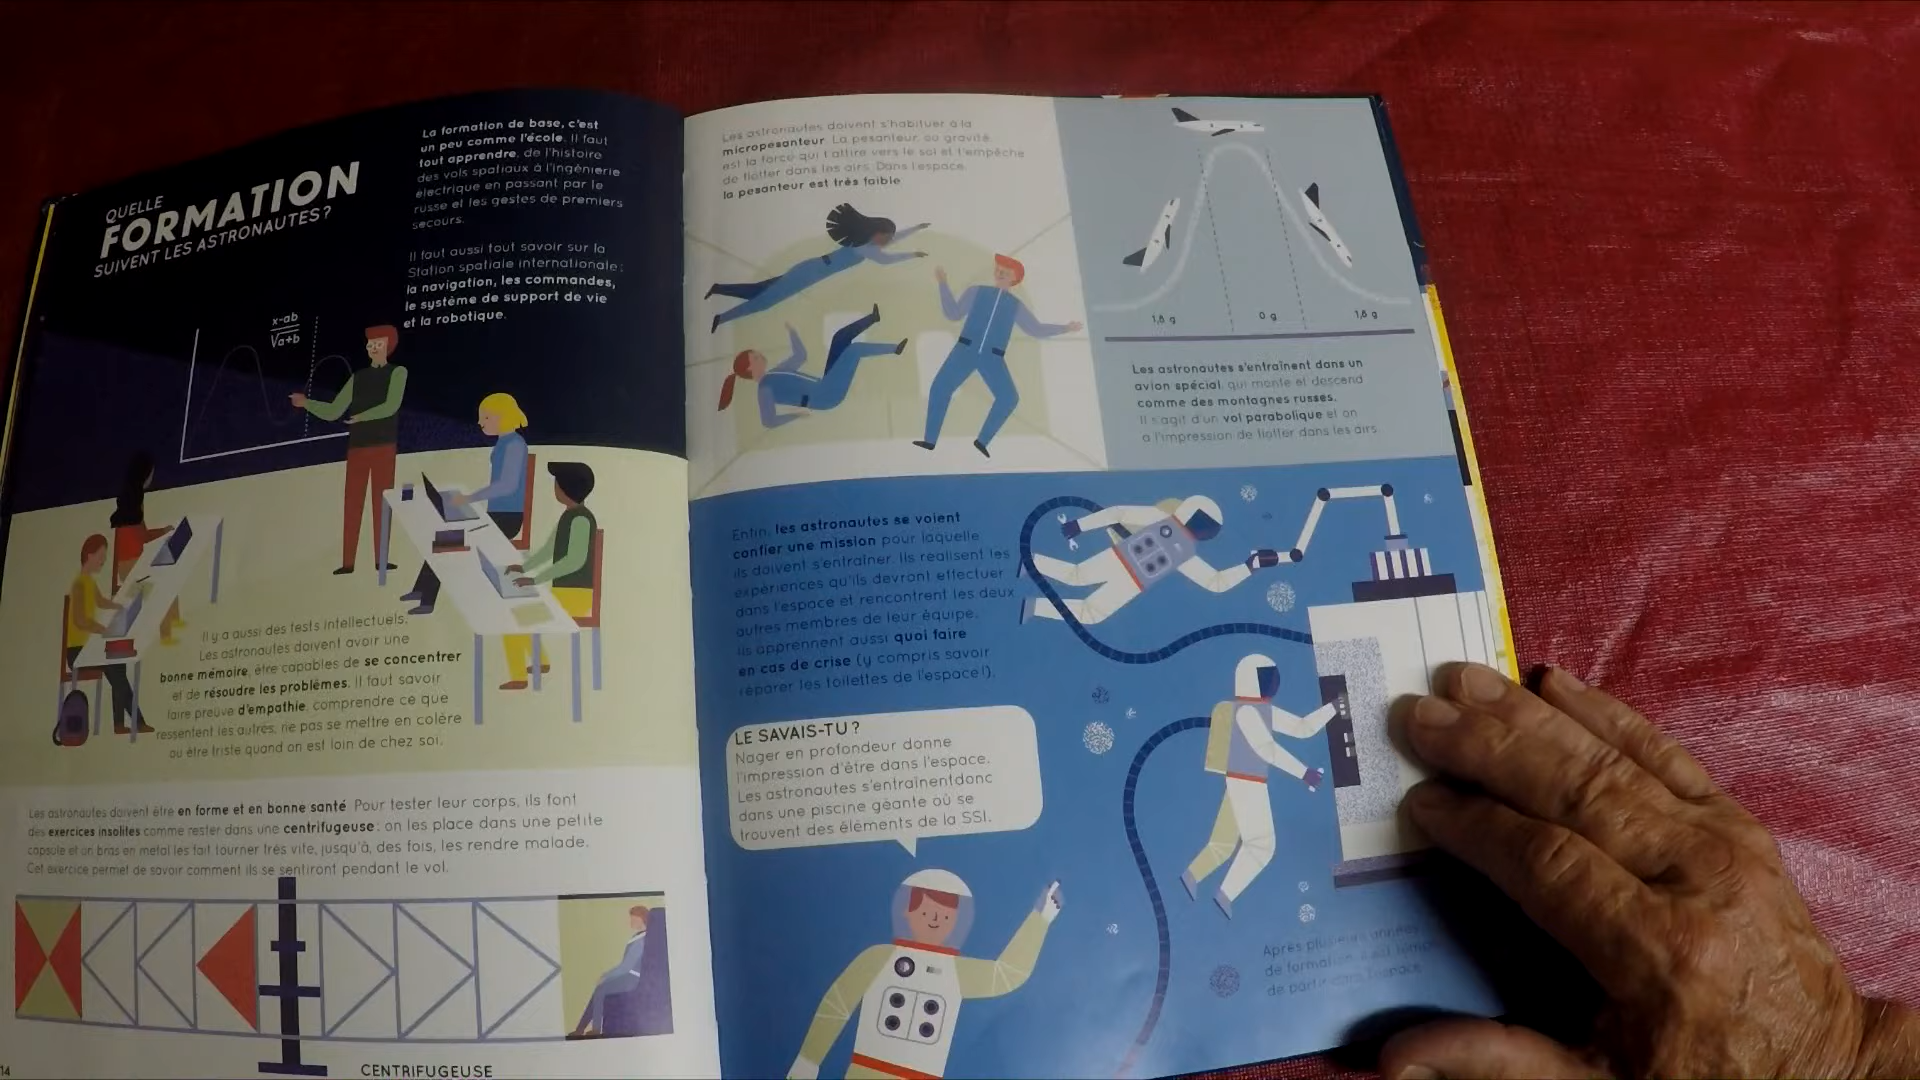 QUELLE
FORMATION
SUIVENT LES ASTRONAUTES?
La formation de base, c'est
un peu comme l'école. Il faut
tout apprendre, de l'histoire
des vols spatiaux à l'ingénierie
électrique en passant par le
russe et les gestes de premiers
secours.
Il faut aussi tout savoir sur la
Station spatiale internationale :
la navigation, les commandes,
le système de support de vie
et la robotique.
x-ab
√a+b
Il y a aussi des tests intellectuels.
Les astronautes doivent avoir une
bonne mémoire, être capables de se concentrer
et de résoudre les problèmes. Il faut savoir
faire preuve d'empathie, comprendre ce que
ressentent les autres, ne pas se mettre en colère
ou être triste quand on est loin de chez soi.
Les astronautes doivent être en forme et en bonne santé. Pour tester leur corps, ils font
des exercices insolites comme rester dans une centrifugeuse : on les place dans une petite
capsule et un bras en métal les fait tourner très vite, jusqu'à, des fois, les rendre malade.
Cet exercice permet de savoir comment ils se sentiront pendant le vol.
14
CENTRIFUGEUSE
Les astronautes doivent s'habituer à la
micropesanteur. La pesanteur, ou gravité,
est la force qui t'attire vers le sol et t'empêche
de flotter dans les airs. Dans l'espace,
la pesanteur est très faible.
1,8 g
0 g
1,8 g
Les astronautes s'entraînent dans un
avion spécial, qui monte et descend
comme des montagnes russes.
Il s'agit d'un vol parabolique et on
a l'impression de flotter dans les airs.
Enfin, les astronautes se voient
confier une mission pour laquelle
ils doivent s'entraîner. Ils réalisent les
expériences qu'ils devront effectuer
dans l'espace et rencontrent les deux
autres membres de leur équipe.
Ils apprennent aussi quoi faire
en cas de crise (y compris savoir
réparer les toilettes de l'espace !).
LE SAVAIS-TU ?
Nager en profondeur donne
l'impression d'être dans l'espace.
Les astronautes s'entraînentdonc
dans une piscine géante où se
trouvent des éléments de la SSI.
Après plusieurs années
de formation, il est temps
de partir dans l'espace